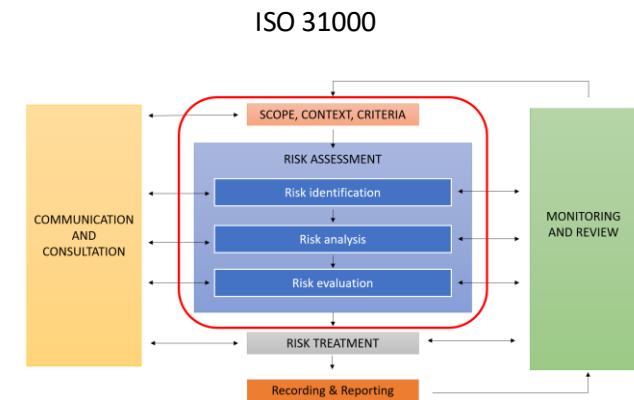 ISO 31000
SCOPE, CONTEXT, CRITERIA
RISK ASSESSMENT
Risk identification
Risk analysis
Risk evaluation
COMMUNICATION
AND
CONSULTATION
MONITORING
AND REVIEW
RISK TREATMENT
Recording & Reporting